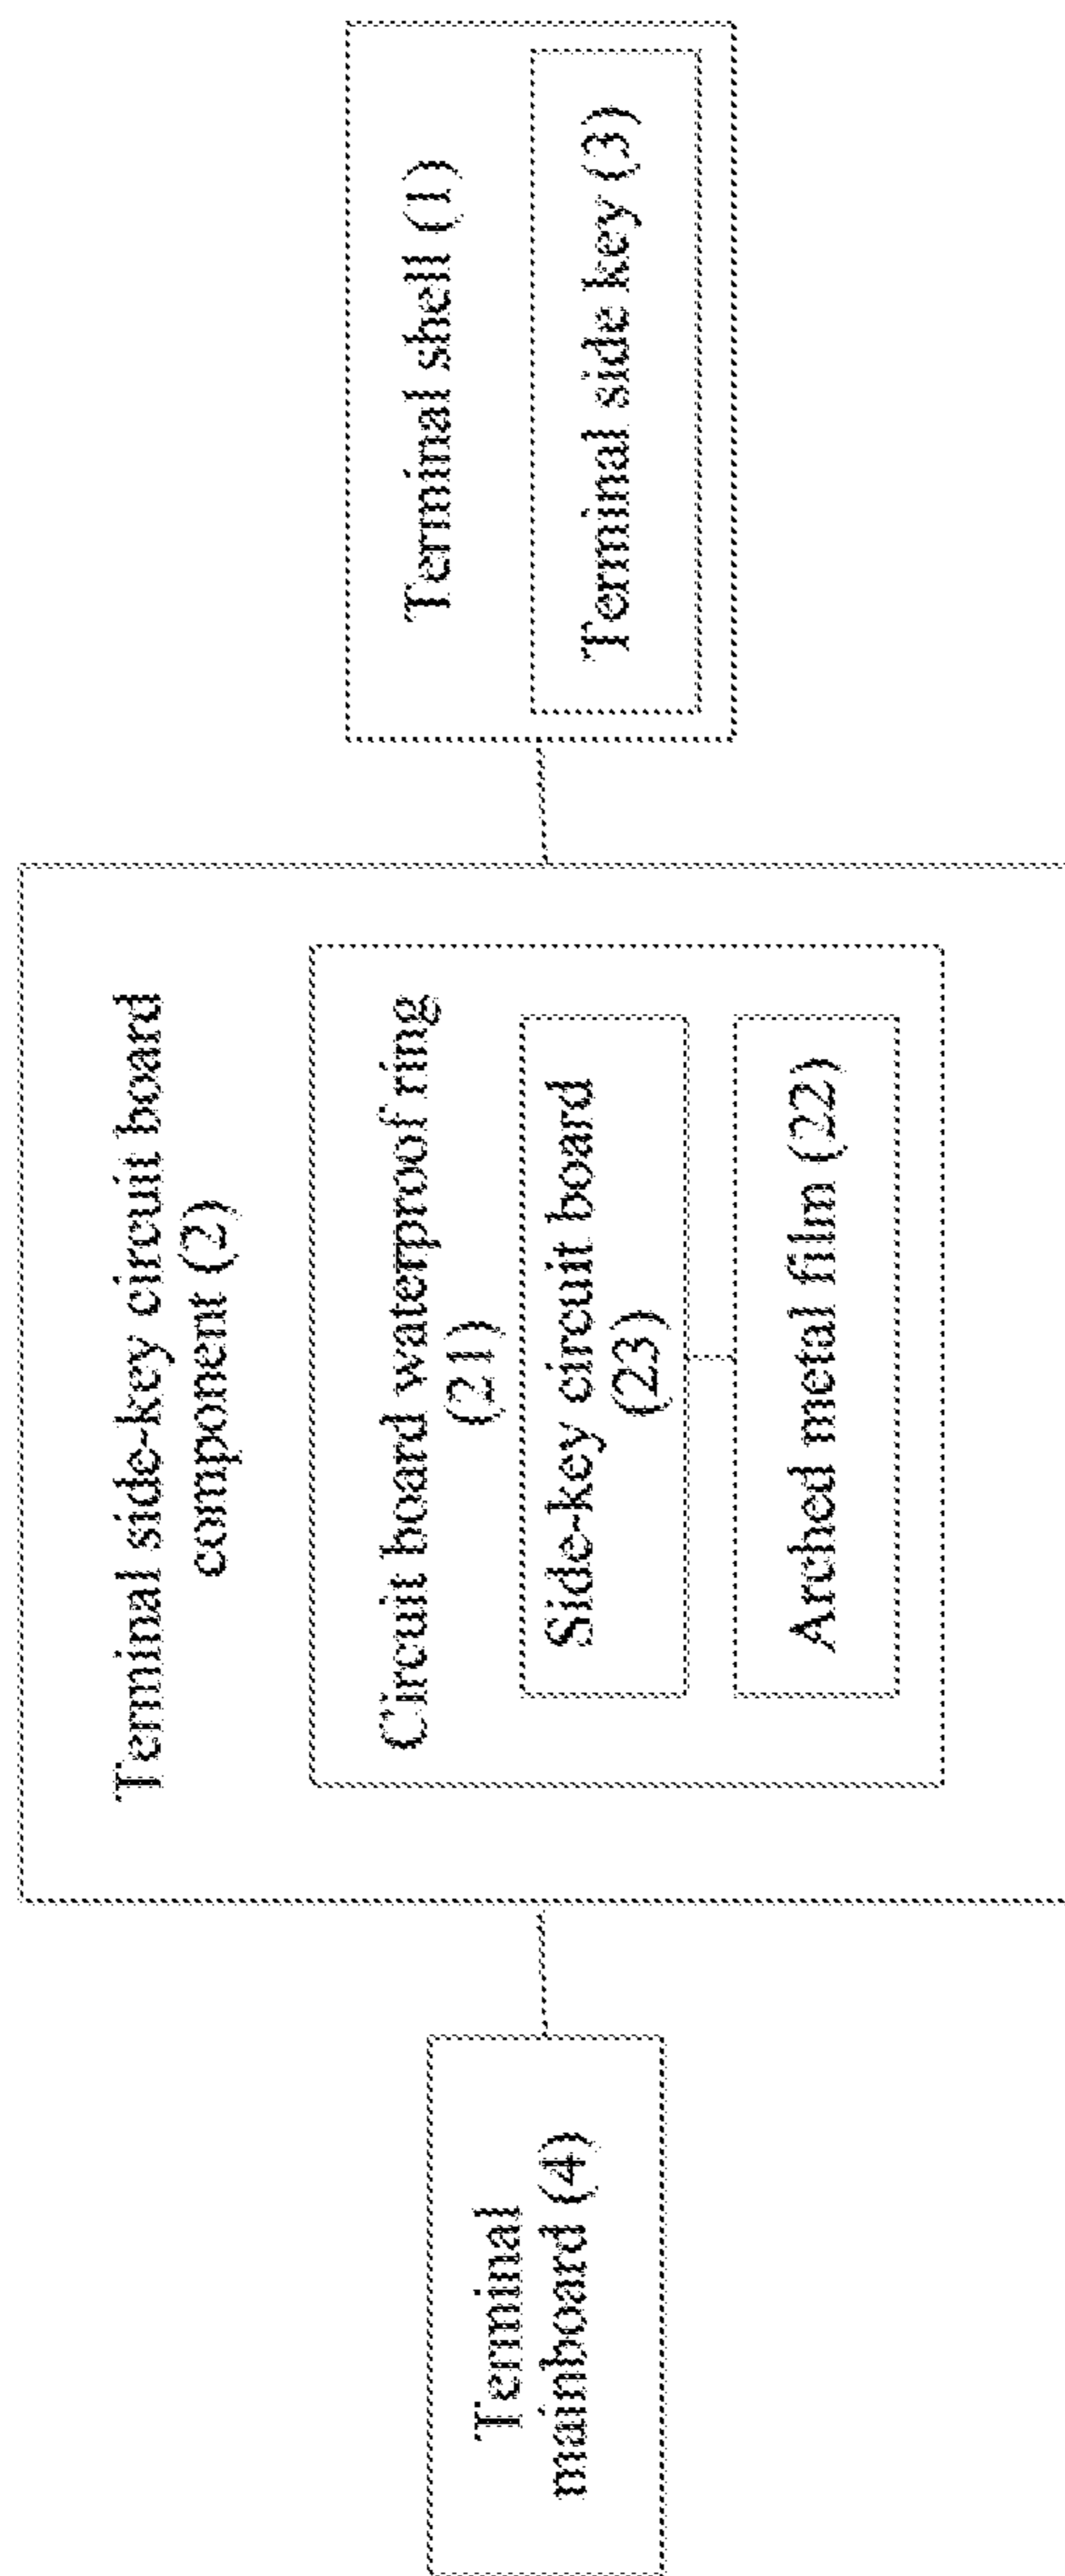 Terminal
mainboard (4)
Terminal side-key circuit board
component (2)
Circuit board waterproof ring
(21)
Side-key circuit board
(23)
Arched metal film (22)
Terminal shell (1)
Terminal side key (3)